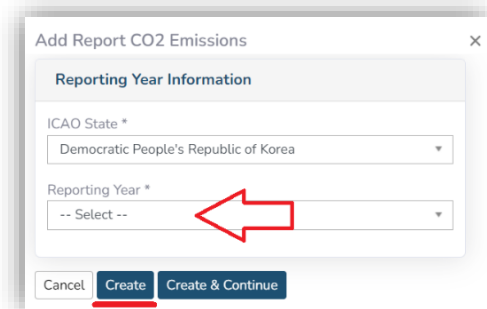 Add Report CO2 Emissions ×
Reporting Year Information
ICAO State *
Democratic People's Republic of Korea
Reporting Year *
-- Select --
Cancel Create Create & Continue